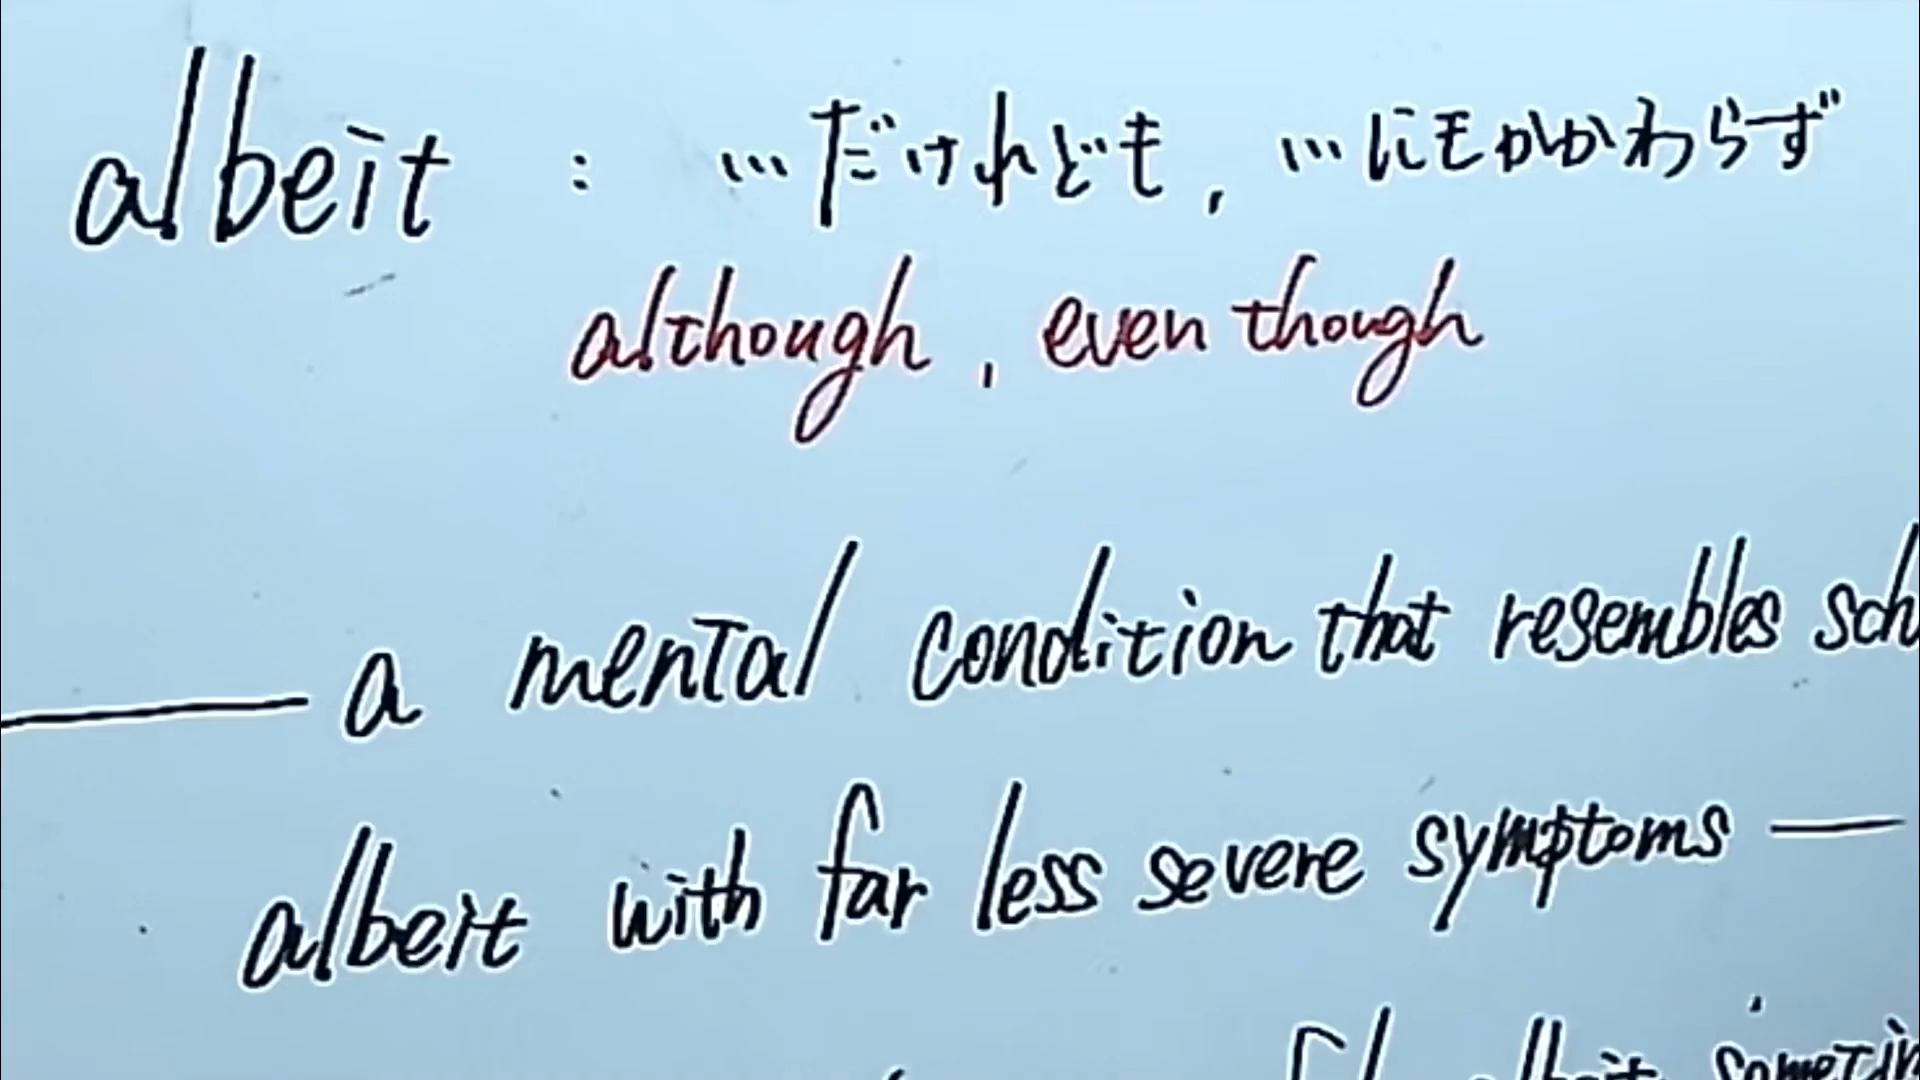 albeit : …だけれども, …にもかかわらず
although, even though
— a mental condition that resembles
albeit with far less severe symptoms —